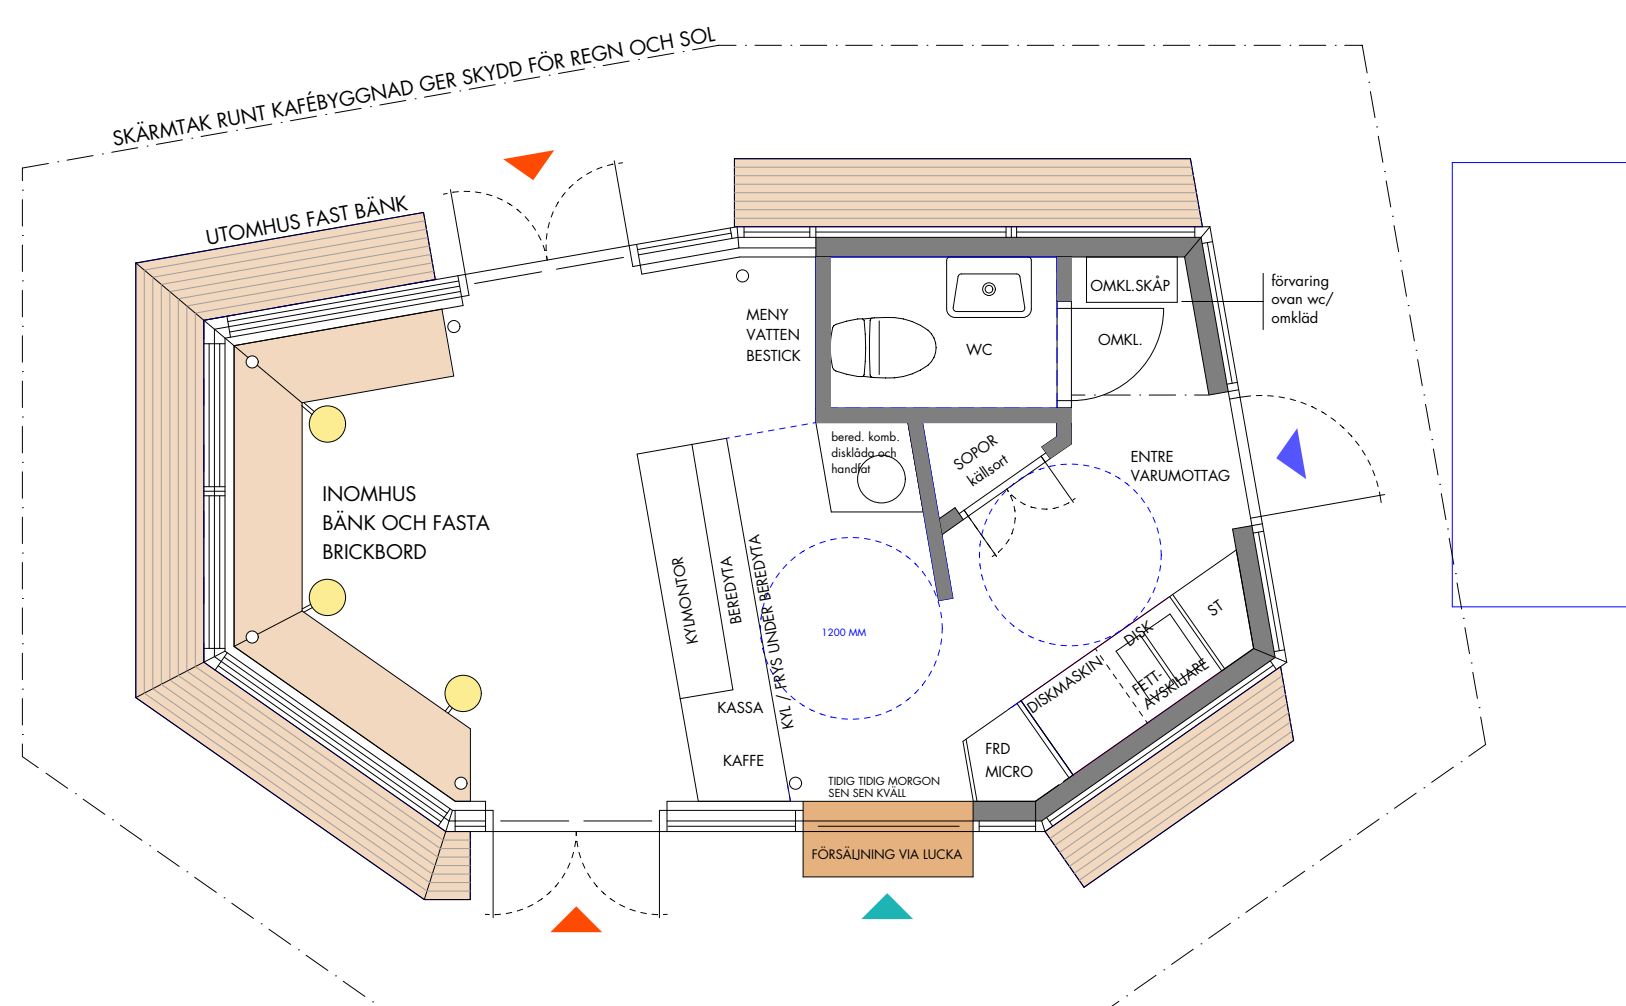 SKÄRMTAK RUNT KAFÉBYGGNAD GER SKYDD FÖR REGN OCH SOL
UTOMHUS FAST BÄNK
MENY
VATTEN
BESTICK
WC
OMKL.SKÅP
OMKL.
förvaring
ovan wc/
omkläd
bered. komb.
disklåda och
handfat
SOPOR
källsort
ENTRE
VARUMOTTAG
INOMHUS
BÄNK OCH FASTA
BRICKBORD
KYLMONTOR
BEREDYTA
KYL / FRYS UNDER BEREDYTA
1200 MM
KASSA
KAFFE
DISKMASKIN
DISK
FETT-
AVSKILJARE
ST
FRD
MICRO
TIDIG TIDIG MORGON
SEN SEN KVÄLL
FÖRSÄLJNING VIA LUCKA